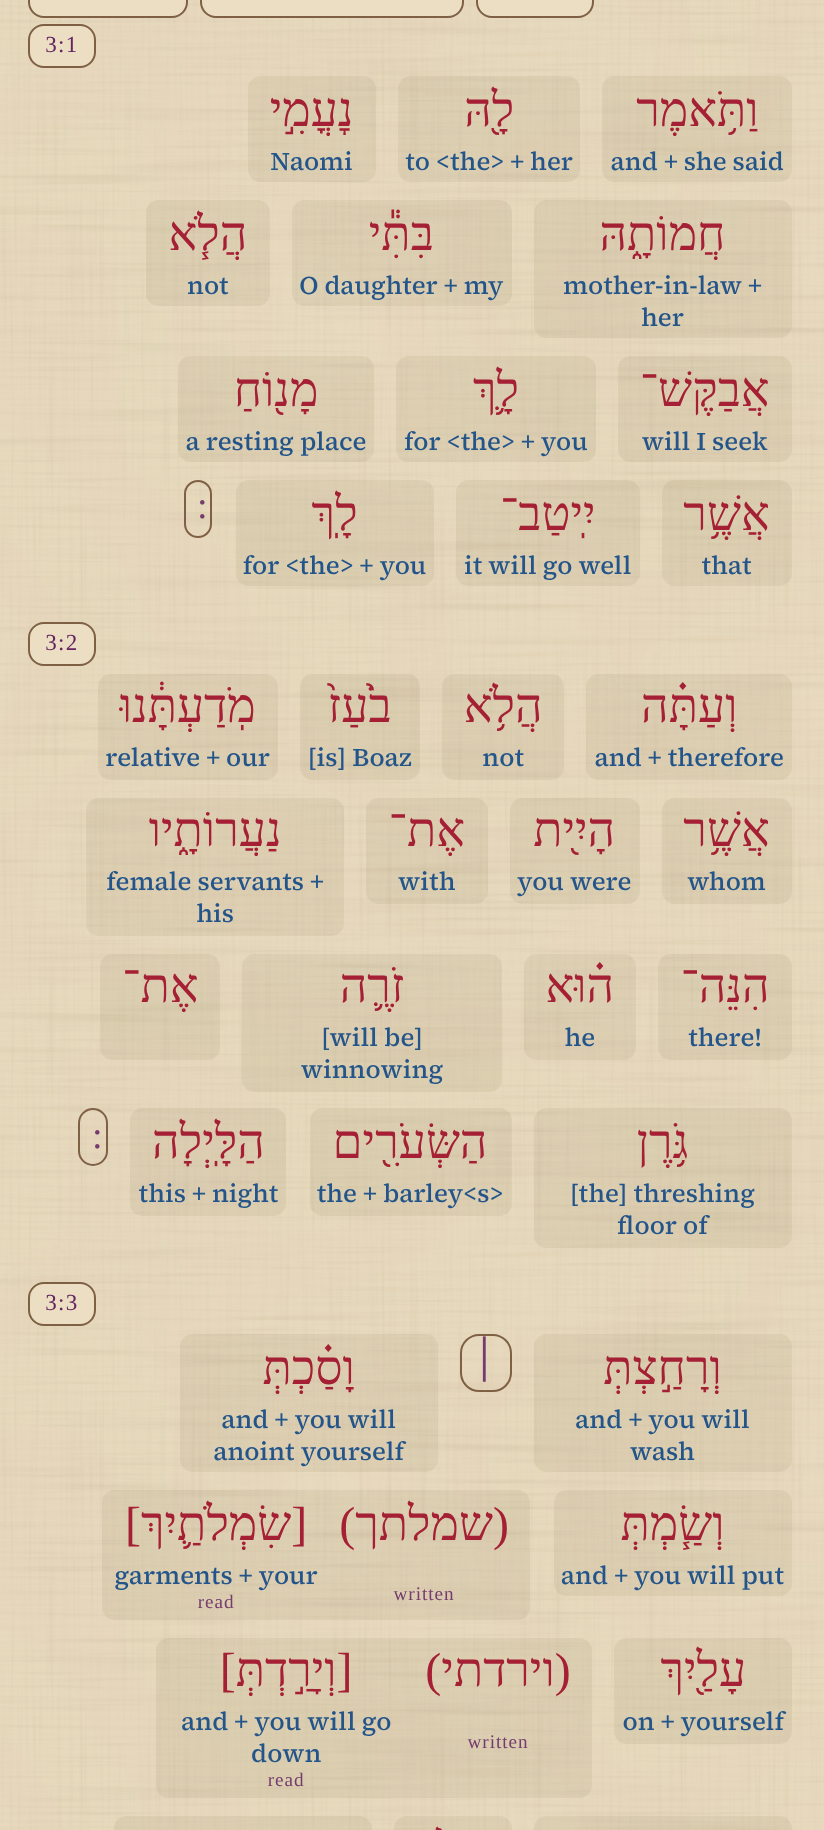 3:1
וַתֹּ֥אמֶר לָ֖הּ נָעֳמִ֣י
and + she said to <the> + her Naomi
חֲמוֹתָ֑הּ בִּתִּ֞י הֲלֹ֧א
mother-in-law + her O daughter + my not
אֲבַקֶּשׁ־ לָ֛ךְ מָנ֖וֹחַ
will I seek for <the> + you a resting place
אֲשֶׁ֥ר יִֽיטַב־ לָֽךְ ׃
that it will go well for <the> + you
3:2
וְעַתָּ֗ה הֲלֹ֥א בֹ֙עַז֙ מֹֽדַעְתָּ֔נוּ
and + therefore not [is] Boaz relative + our
אֲשֶׁ֥ר הָיִ֖ית אֶת־ נַעֲרוֹתָ֑יו
whom you were with female servants + his
הִנֵּה־ ה֗וּא זֹרֶ֛ה אֶת־
there! he [will be] winnowing
גֹּ֥רֶן הַשְּׂעֹרִ֖ים הַלָּֽיְלָה ׃
[the] threshing floor of the + barley<s> this + night
3:3
וְרָחַ֣צְתְּ ׀ וָסַ֗כְתְּ
and + you will wash and + you will anoint yourself
וְשַׂ֧מְתְּ (שמלתך) [שִׂמְלֹתַ֛יִךְ]
and + you will put written garments + your read
עָלַ֖יִךְ (וירדתי) [וְיָרַ֣דְתְּ]
on + yourself written and + you will go down read